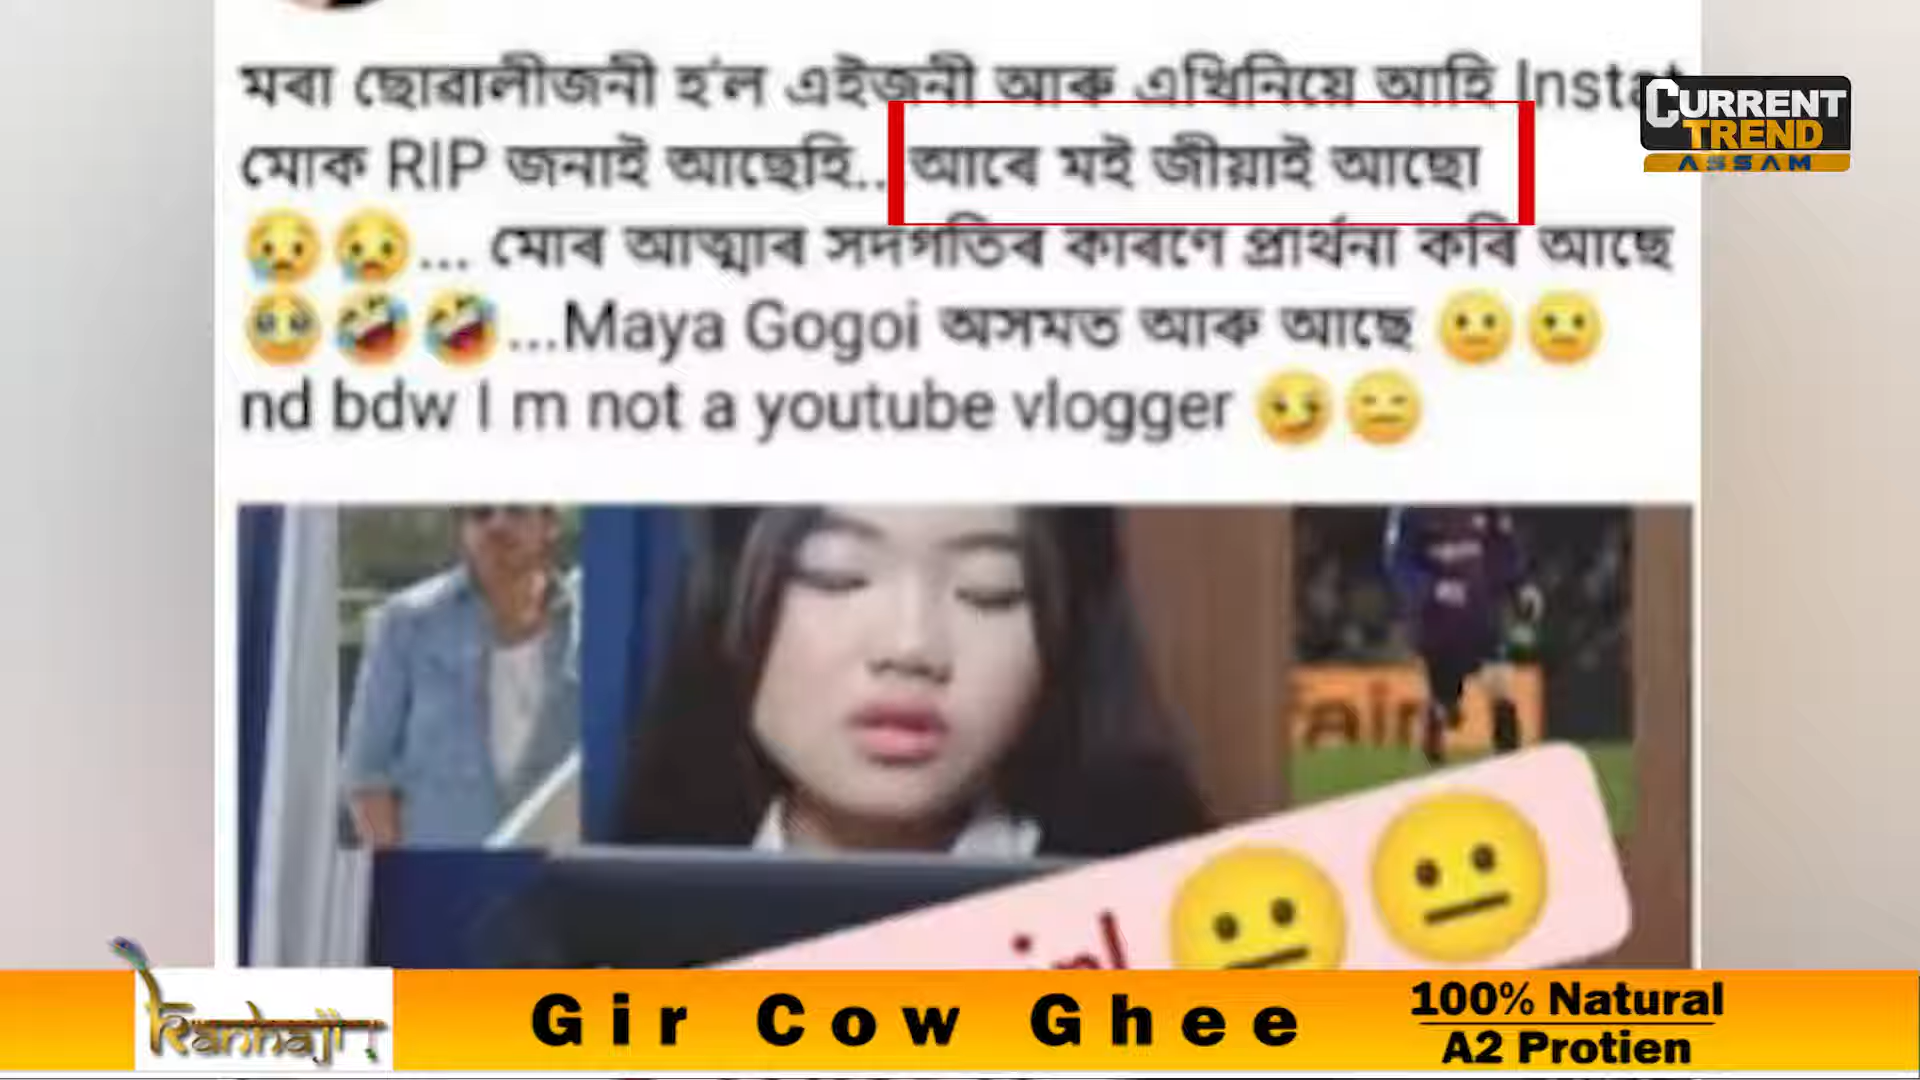 মৰা ছোৱালীজনী হ'ল এইজনী আৰু এখিনিয়ে আহি Instat
মোক RIP জনাই আছেহি.. আৰে মই জীয়াই আছো
😢😢... মোৰ আত্মাৰ সদগতিৰ কাৰণে প্ৰাৰ্থনা কৰি আছে
🥺🤣🤣...Maya Gogoi অসমত আৰু আছে 😐😐
nd bdw I m not a youtube vlogger 😏😑
CURRENT
TREND
ASSAM
Kanhaji
Gir Cow Ghee
100% Natural
A2 Protien